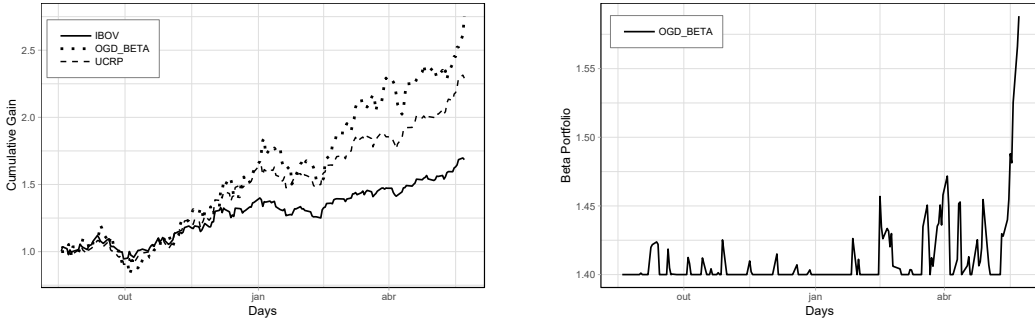 IBOV
OGD_BETA
UCRP
2.5
2.0
1.5
1.0
Cumulative Gain
out
jan
abr
Days
OGD_BETA
1.55
1.50
1.45
1.40
Beta Portfolio
out
jan
abr
Days